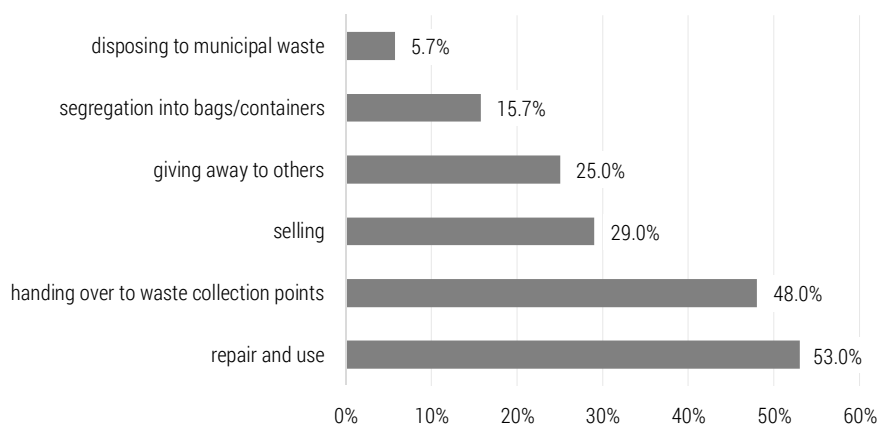 disposing to municipal waste 5.7%
segregation into bags/containers 15.7%
giving away to others 25.0%
selling 29.0%
handing over to waste collection points 48.0%
repair and use 53.0%
0% 10% 20% 30% 40% 50% 60%